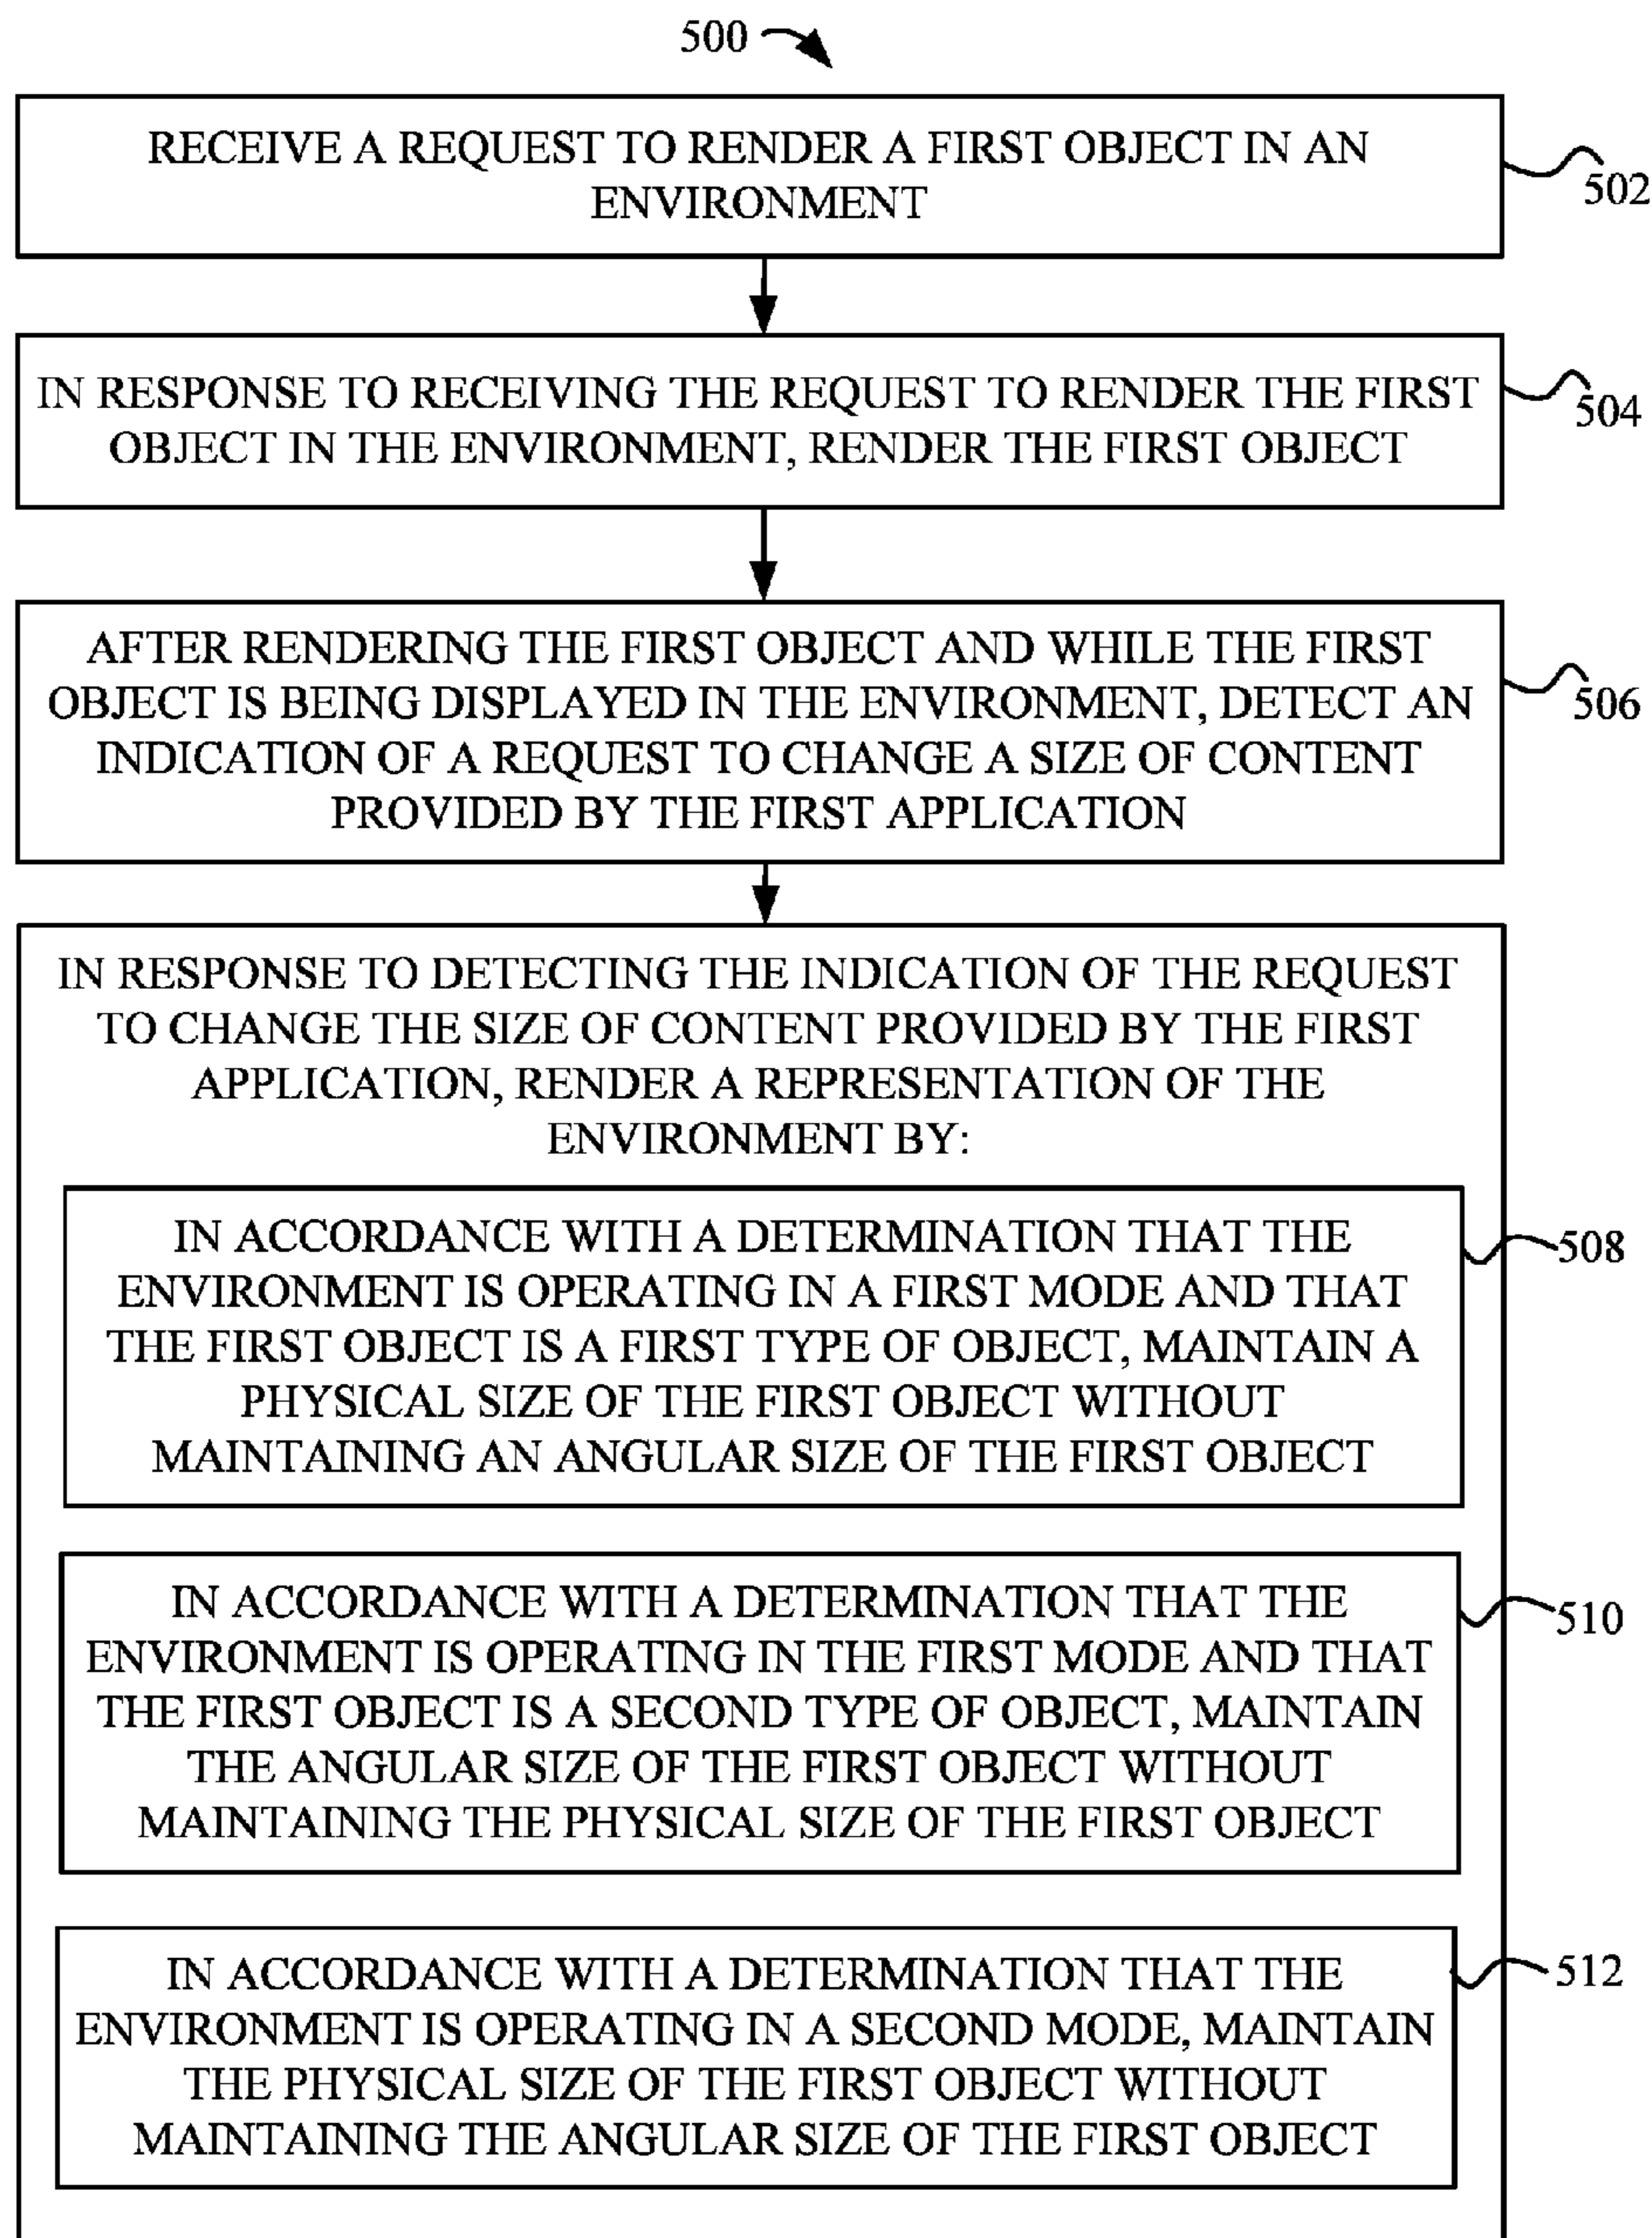 500
RECEIVE A REQUEST TO RENDER A FIRST OBJECT IN AN
ENVIRONMENT
502
IN RESPONSE TO RECEIVING THE REQUEST TO RENDER THE FIRST
OBJECT IN THE ENVIRONMENT, RENDER THE FIRST OBJECT
504
AFTER RENDERING THE FIRST OBJECT AND WHILE THE FIRST
OBJECT IS BEING DISPLAYED IN THE ENVIRONMENT, DETECT AN
INDICATION OF A REQUEST TO CHANGE A SIZE OF CONTENT
PROVIDED BY THE FIRST APPLICATION
506
IN RESPONSE TO DETECTING THE INDICATION OF THE REQUEST
TO CHANGE THE SIZE OF CONTENT PROVIDED BY THE FIRST
APPLICATION, RENDER A REPRESENTATION OF THE
ENVIRONMENT BY:
IN ACCORDANCE WITH A DETERMINATION THAT THE
ENVIRONMENT IS OPERATING IN A FIRST MODE AND THAT
THE FIRST OBJECT IS A FIRST TYPE OF OBJECT, MAINTAIN A
PHYSICAL SIZE OF THE FIRST OBJECT WITHOUT
MAINTAINING AN ANGULAR SIZE OF THE FIRST OBJECT
508
IN ACCORDANCE WITH A DETERMINATION THAT THE
ENVIRONMENT IS OPERATING IN THE FIRST MODE AND THAT
THE FIRST OBJECT IS A SECOND TYPE OF OBJECT, MAINTAIN
THE ANGULAR SIZE OF THE FIRST OBJECT WITHOUT
MAINTAINING THE PHYSICAL SIZE OF THE FIRST OBJECT
510
IN ACCORDANCE WITH A DETERMINATION THAT THE
ENVIRONMENT IS OPERATING IN A SECOND MODE, MAINTAIN
THE PHYSICAL SIZE OF THE FIRST OBJECT WITHOUT
MAINTAINING THE ANGULAR SIZE OF THE FIRST OBJECT
512